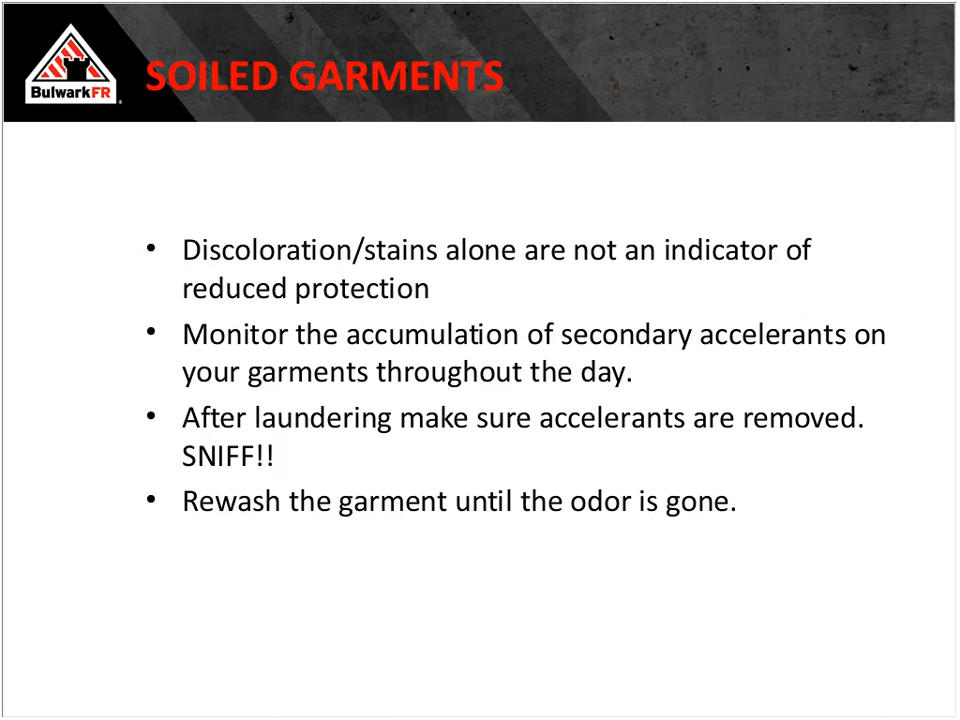 SOILED GARMENTS
BulwarkFR
• Discoloration/stains alone are not an indicator of
reduced protection
• Monitor the accumulation of secondary accelerants on
your garments throughout the day.
• After laundering make sure accelerants are removed.
SNIFF!!
• Rewash the garment until the odor is gone.